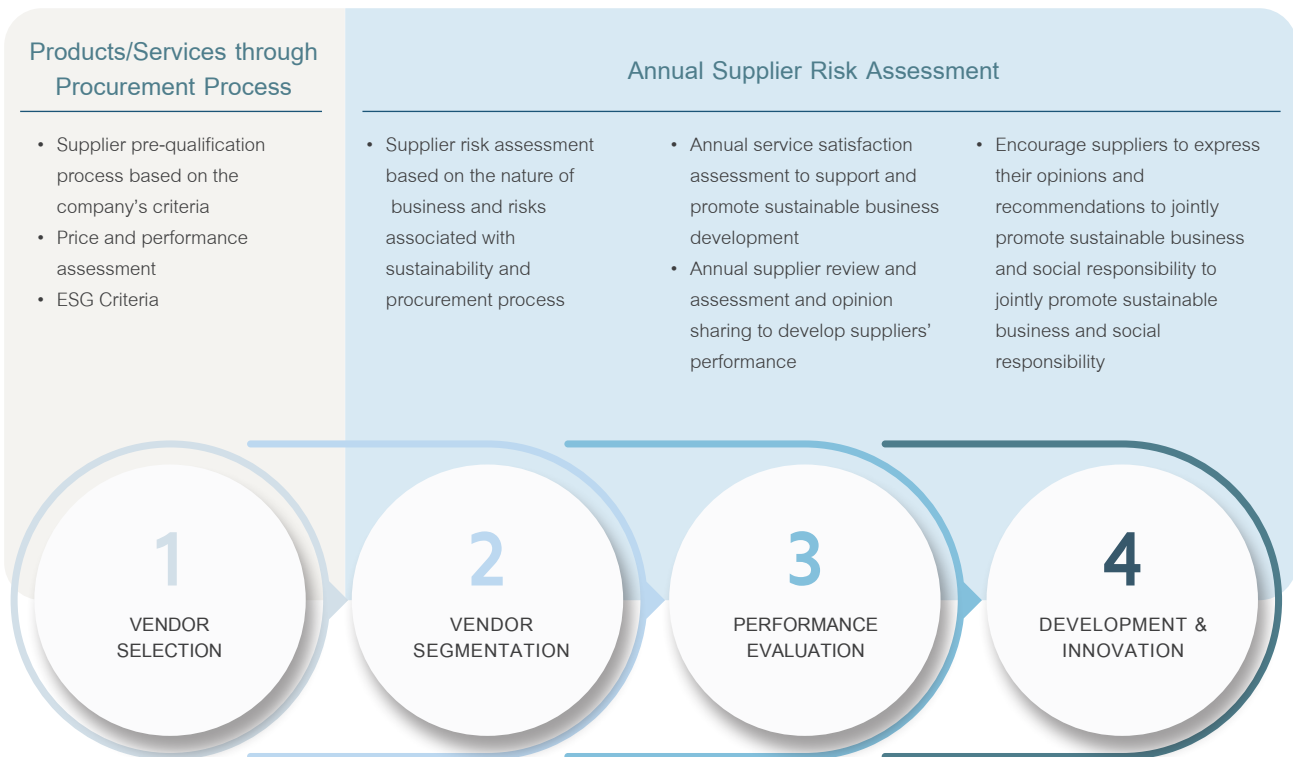 Products/Services through
Procurement Process
• Supplier pre-qualification
process based on the
company's criteria
• Price and performance
assessment
• ESG Criteria
Annual Supplier Risk Assessment
• Supplier risk assessment
based on the nature of
business and risks
associated with
sustainability and
procurement process
• Annual service satisfaction
assessment to support and
promote sustainable business
development
• Annual supplier review and
assessment and opinion
sharing to develop suppliers'
performance
• Encourage suppliers to express
their opinions and
recommendations to jointly
promote sustainable business
and social responsibility to
jointly promote sustainable
business and social
responsibility
1
VENDOR
SELECTION
2
VENDOR
SEGMENTATION
3
PERFORMANCE
EVALUATION
4
DEVELOPMENT &
INNOVATION